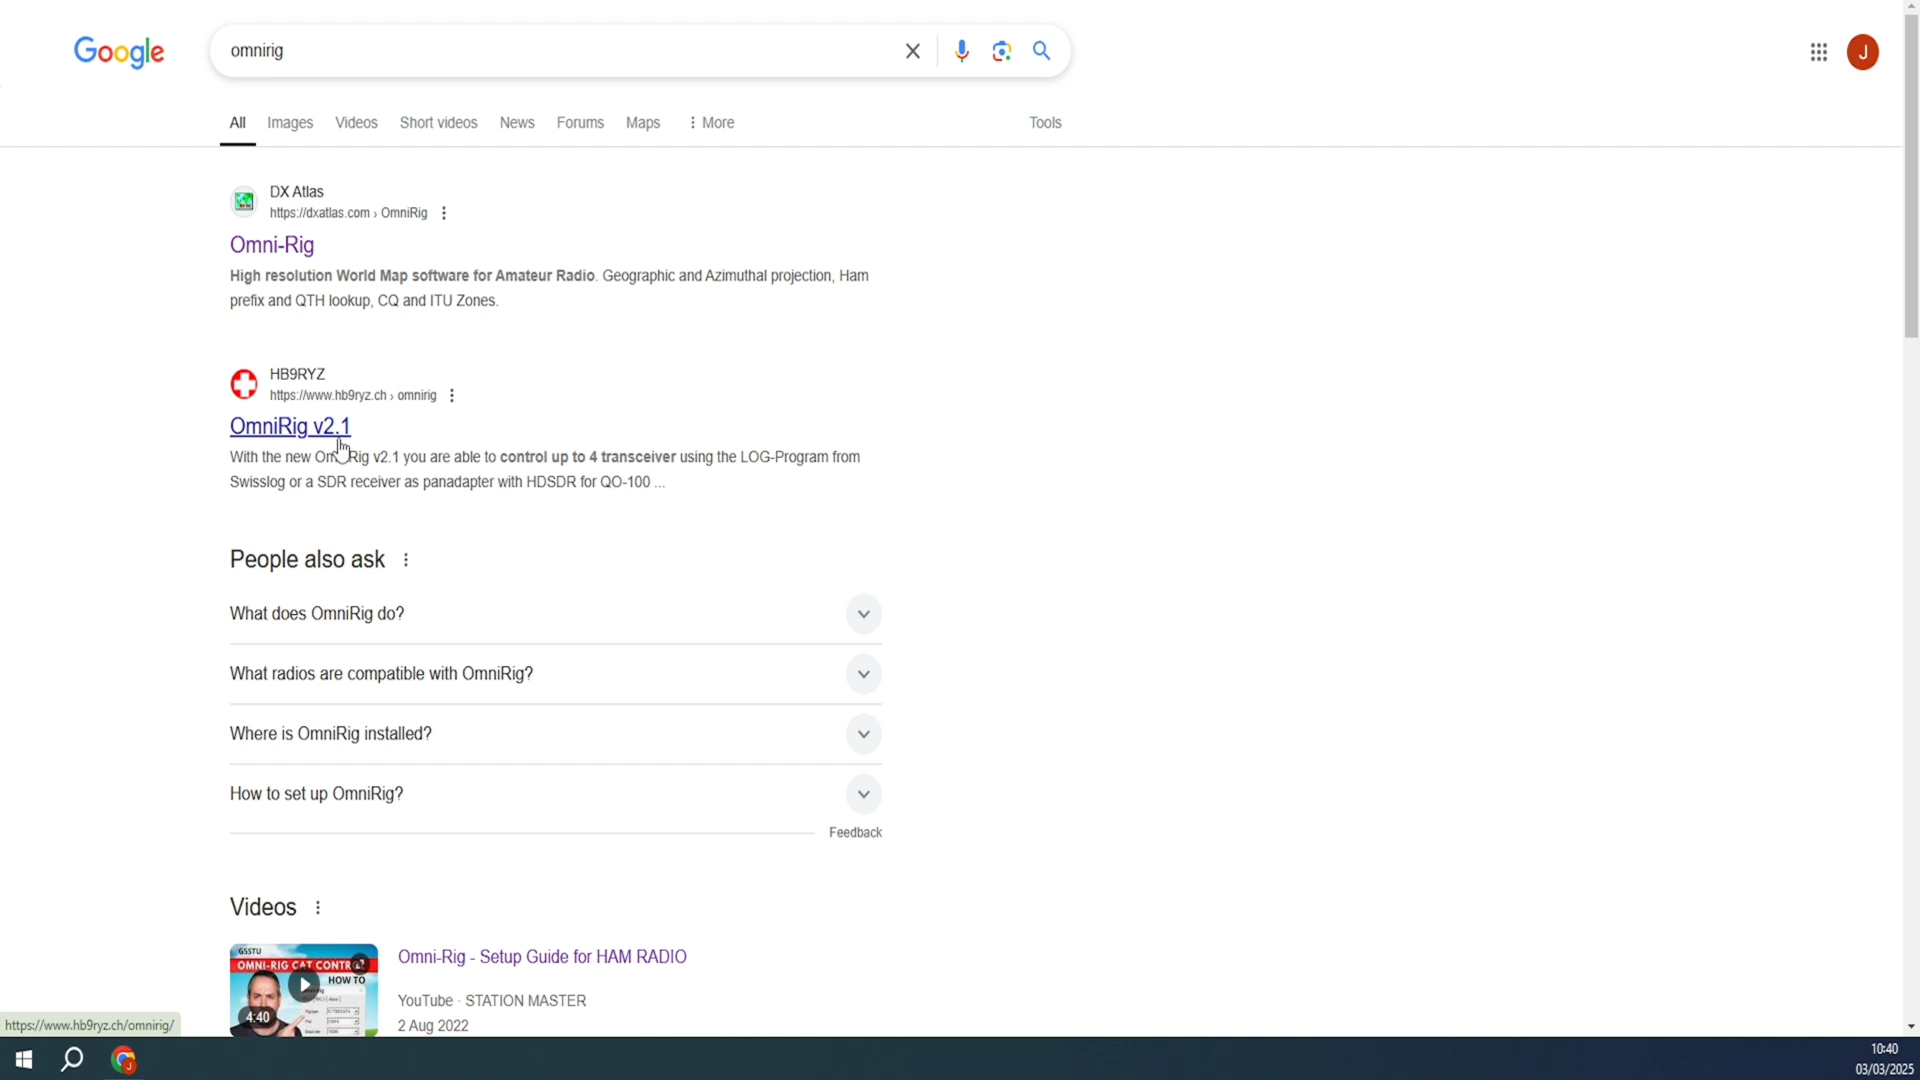 Google
omnirig
J
All Images Videos Short videos News Forums Maps More Tools
DX Atlas
https://dxatlas.com › OmniRig
Omni-Rig
High resolution World Map software for Amateur Radio. Geographic and Azimuthal projection, Ham
prefix and QTH lookup, CQ and ITU Zones.
HB9RYZ
https://www.hb9ryz.ch › omnirig
OmniRig v2.1
With the new OmniRig v2.1 you are able to control up to 4 transceiver using the LOG-Program from
Swisslog or a SDR receiver as panadapter with HDSDR for QO-100 ...
People also ask
What does OmniRig do?
What radios are compatible with OmniRig?
Where is OmniRig installed?
How to set up OmniRig?
Feedback
Videos
G5STU
OMNI-RIG CAT CONTR
HOW TO
4:40
Omni-Rig - Setup Guide for HAM RADIO
YouTube · STATION MASTER
2 Aug 2022
https://www.hb9ryz.ch/omnirig/
J
10:40
03/03/2025